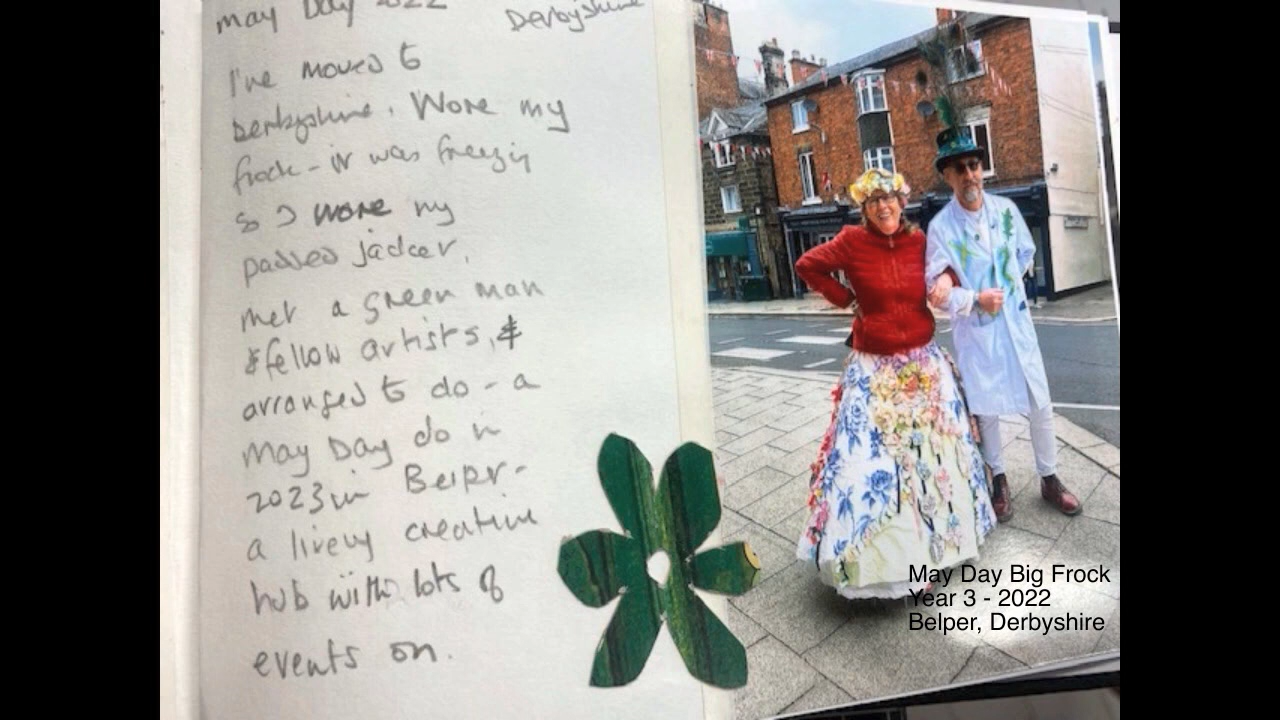 may Day 2022
Derbyshire
I've moved to
Derbyshire. Wore my
frock - it was freezing
so I wore my
padded jacket.
met a green man
& fellow artists, &
arranged to do - a
May Day do in
2023 in Belper -
a lively creative
hub with lots of
events on.
May Day Big Frock
Year 3 - 2022
Belper, Derbyshire